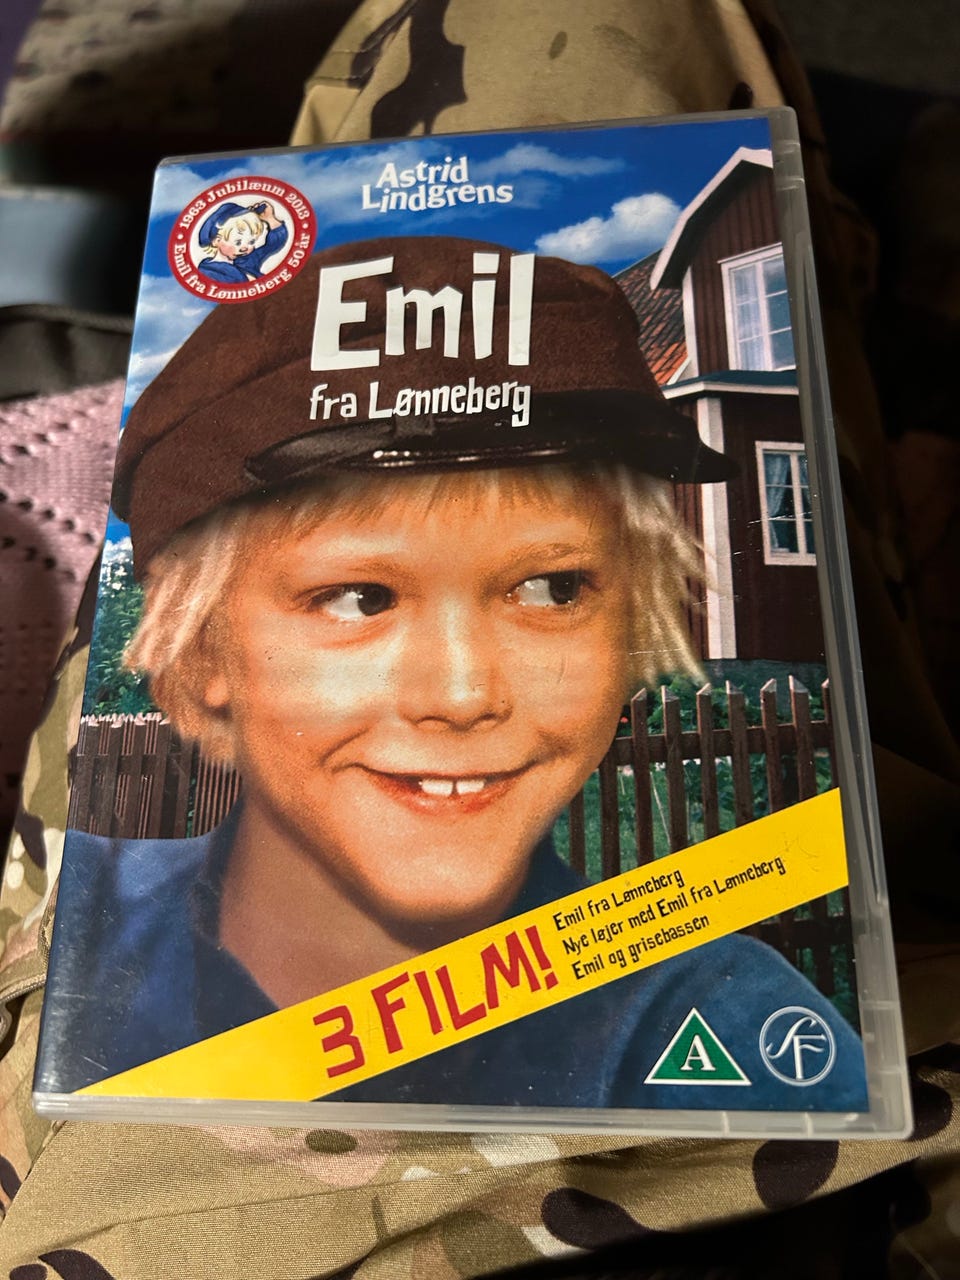 Astrid
Lindgrens
• 1963 Jubilæum 2013 •
Emil fra Lønneberg 50 år
Emil
fra Lønneberg
3 FILM!
Emil fra Lønneberg
Nye løjer med Emil fra Lønneberg
Emil og grisebassen
A
SF